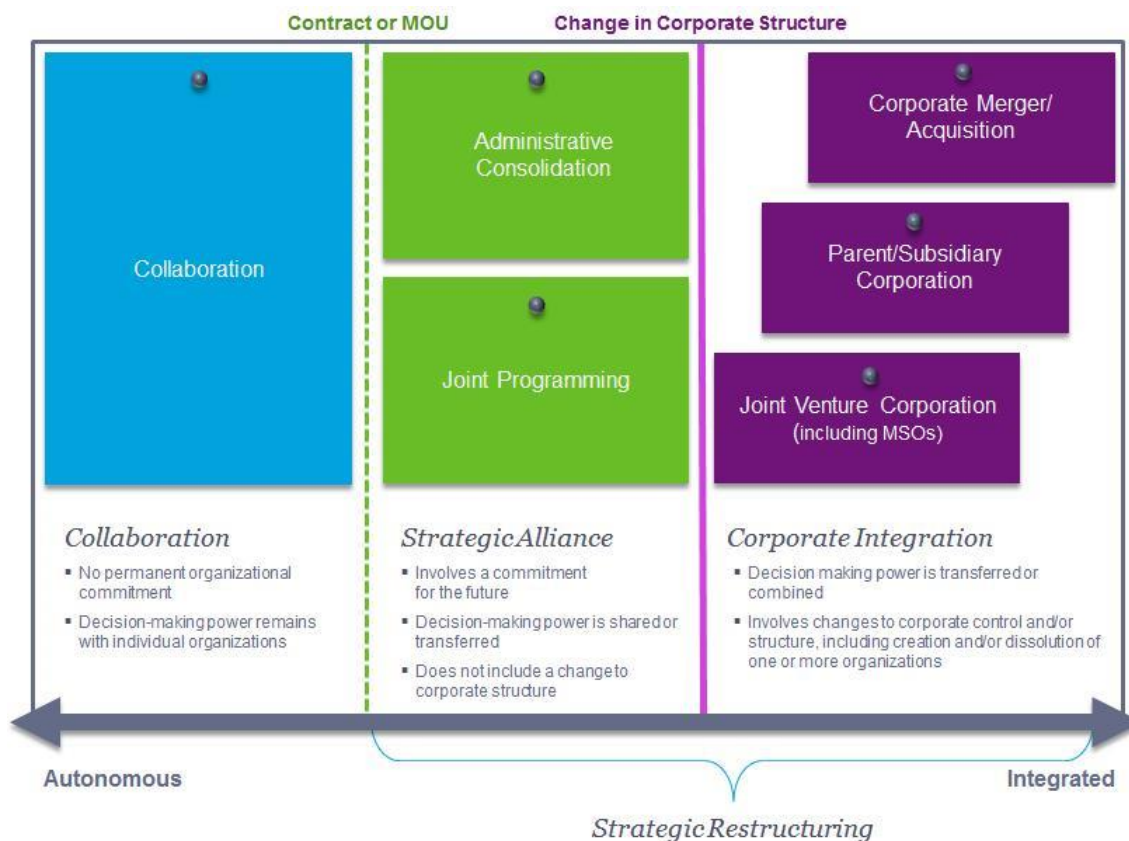 Contract or MOU
Change in Corporate Structure
Collaboration
Administrative
Consolidation
Joint Programming
Corporate Merger/
Acquisition
Parent/Subsidiary
Corporation
Joint Venture Corporation
(including MSOs)
Collaboration
▪ No permanent organizational
commitment
▪ Decision-making power remains
with individual organizations
Strategic Alliance
▪ Involves a commitment
for the future
▪ Decision-making power is shared or
transferred
▪ Does not include a change to
corporate structure
Corporate Integration
▪ Decision making power is transferred or
combined
▪ Involves changes to corporate control and/or
structure, including creation and/or dissolution of
one or more organizations
Autonomous
Integrated
Strategic Restructuring